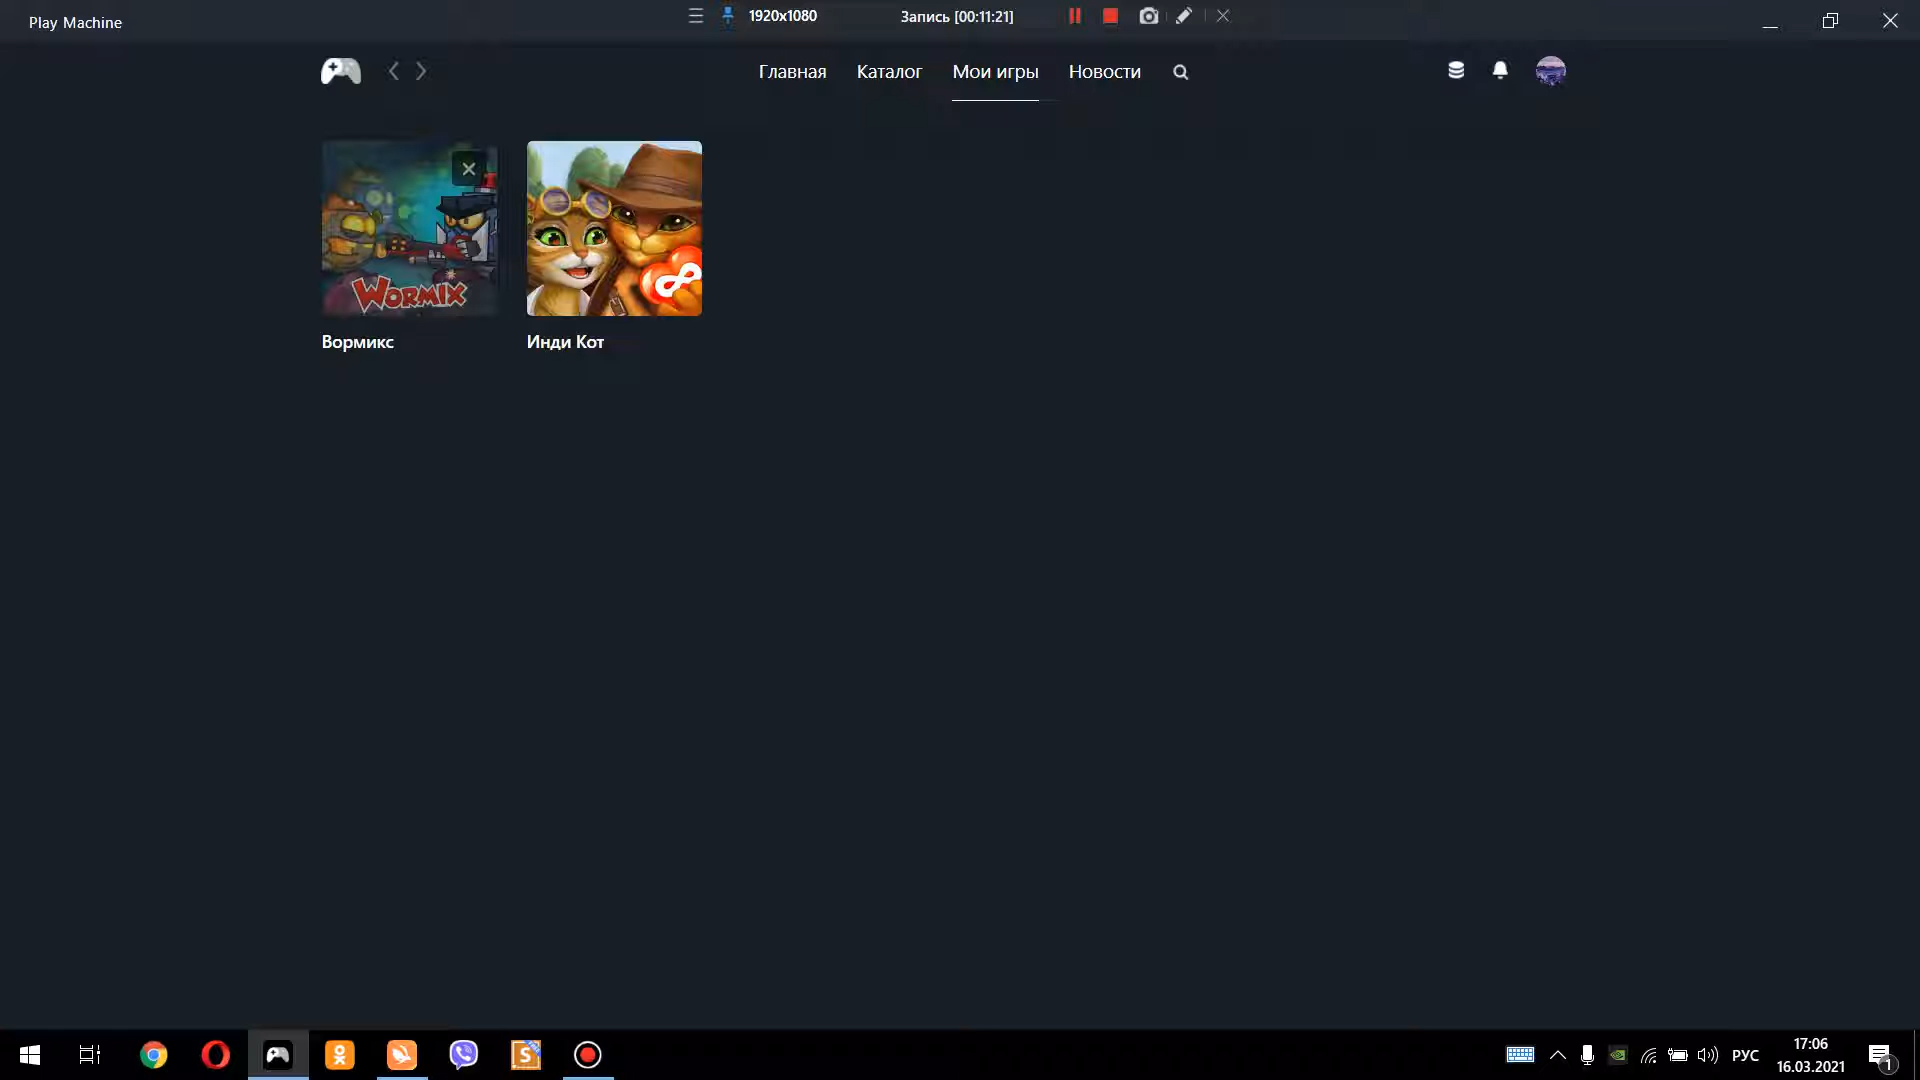 Play Machine
1920x1080
Запись [00:11:21]
Главная
Каталог
Мои игры
Новости
WORMIX
Вормикс
Инди Кот
S
РУС
17:06
16.03.2021
1